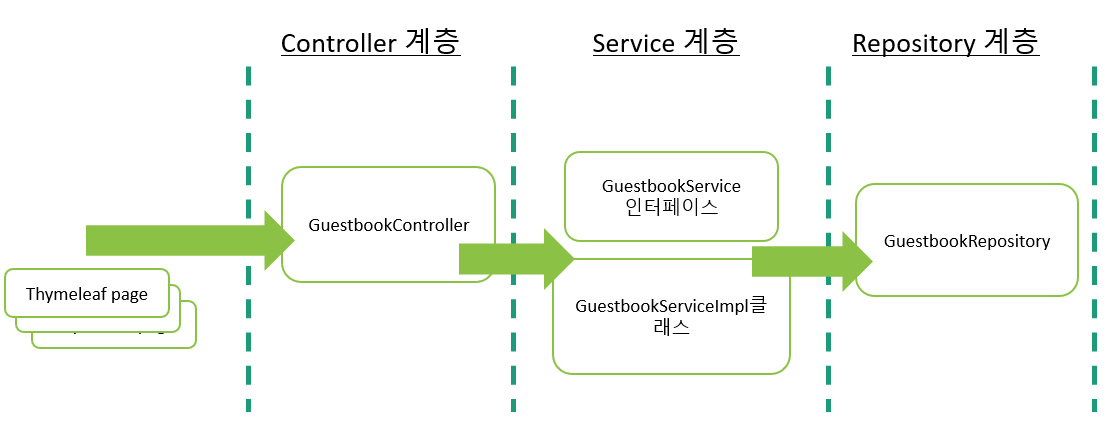 Controller 계층
Service 계층
Repository 계층
GuestbookController
GuestbookService
인터페이스
GuestbookRepository
Thymeleaf page
GuestbookServiceImpl클
래스